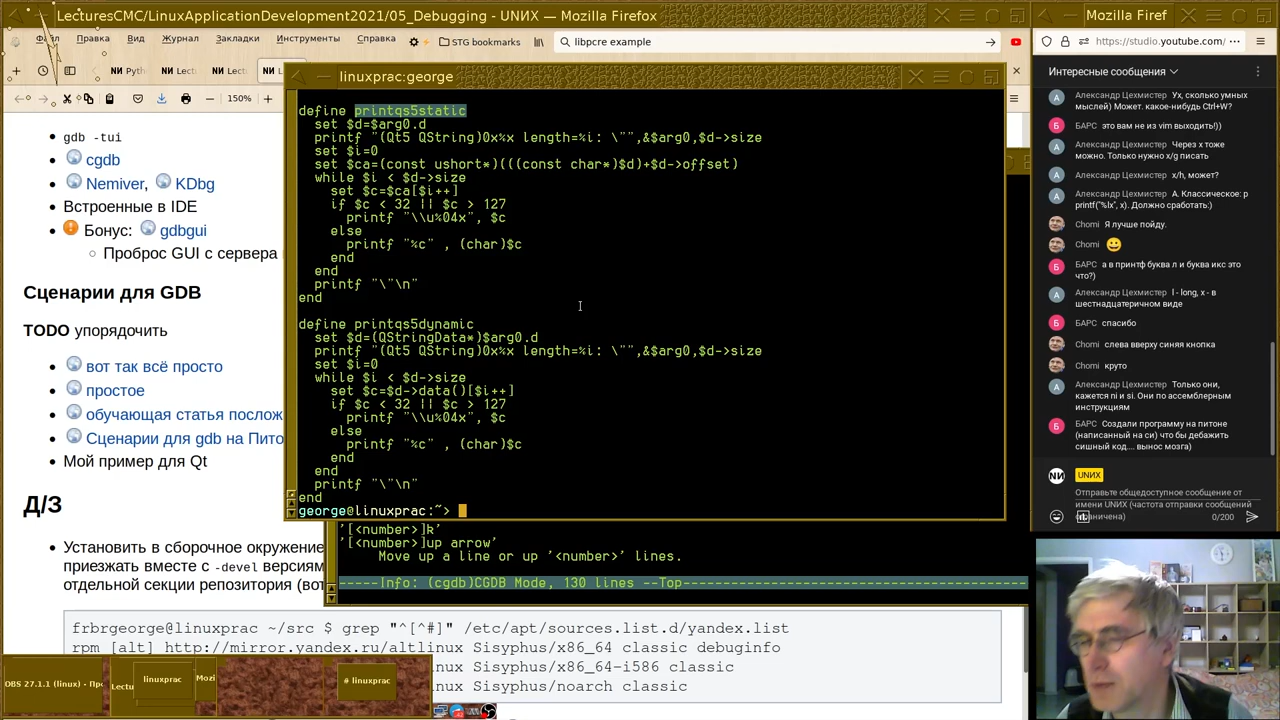 LecturesCMC/LinuxApplicationDevelopment2021/05_Debugging - UNИX — Mozilla Firefox
Mozilla Firef
Файл Правка Вид Журнал Закладки Инструменты Справка
STG bookmarks
libpcre example
https://studio.youtube.com/
Lect
150%
linuxprac:george
gdb -tui
cgdb
Nemiver, KDbg
Встроенные в IDE
Бонус: gdbgui
Проброс GUI с сервера
Сценарии для GDB
TODO упорядочить
вот так всё просто
простое
обучающая статья послож
Сценарии для gdb на Пито
Мой пример для Qt
Д/З
Установить в сборочное окружение
приезжать вместе с -devel версиям
отдельной секции репозитория (вот
define printqs5static
  set $d=$arg0.d
  printf "(Qt5 QString)0x%x length=%i: \"",&$arg0,$d->size
  set $i=0
  set $ca=(const ushort*)(((const char*)$d)+$d->offset)
  while $i < $d->size
    set $c=$ca[$i++]
    if $c < 32 || $c > 127
      printf "\\u%04x", $c
    else
      printf "%c" , (char)$c
    end
  end
  printf "\"\n"
end
define printqs5dynamic
  set $d=(QStringData*)$arg0.d
  printf "(Qt5 QString)0x%x length=%i: \"",&$arg0,$d->size
  set $i=0
  while $i < $d->size
    set $c=$d->data()[$i++]
    if $c < 32 || $c > 127
      printf "\\u%04x", $c
    else
      printf "%c" , (char)$c
    end
  end
  printf "\"\n"
end
george@linuxprac:~>
'[<number>]k'
'[<number>]up arrow'
Move up a line or up '<number>' lines.
-----Info: (cgdb)CGDB Mode, 130 lines --Top-----
frbrgeorge@linuxprac ~/src $ grep "^[^#]" /etc/apt/sources.list.d/yandex.list
rpm [alt] http://mirror.yandex.ru/altlinux Sisyphus/x86_64 classic debuginfo
linux Sisyphus/x86_64-i586 classic
linux Sisyphus/noarch classic
OBS 27.1.1 (linux) - Про
Lectu
linuxprac
Mozi
# linuxprac
Интересные сообщения
Александр Цехмистер Ух, сколько умных
мыслей) Может. какое-нибудь Ctrl+W?
БАРС это вам не из vim выходить!))
Александр Цехмистер Через x тоже
можно. Только нужно x/g писать
Александр Цехмистер x/h, может?
Александр Цехмистер А. Классическое: p
printf("%lx", x). Должно сработать:)
Chomi Я лучше пойду.
Chomi 😀
БАРС а в принтф буква л и буква икс это
что?)
Александр Цехмистер l - long, x - в
шестнадцатеричном виде
БАРС спасибо
Chomi слева вверху синяя кнопка
Chomi круто
Александр Цехмистер Только они,
кажется ni и si. Они по ассемблерным
инструкциям
БАРС Создали программу на питоне
(написанный на си) что бы дебажить
сишный код.... вынос мозга)
UNИX
Отправьте общедоступное сообщение от
имени UNИX (частота отправки сообщений
0/200